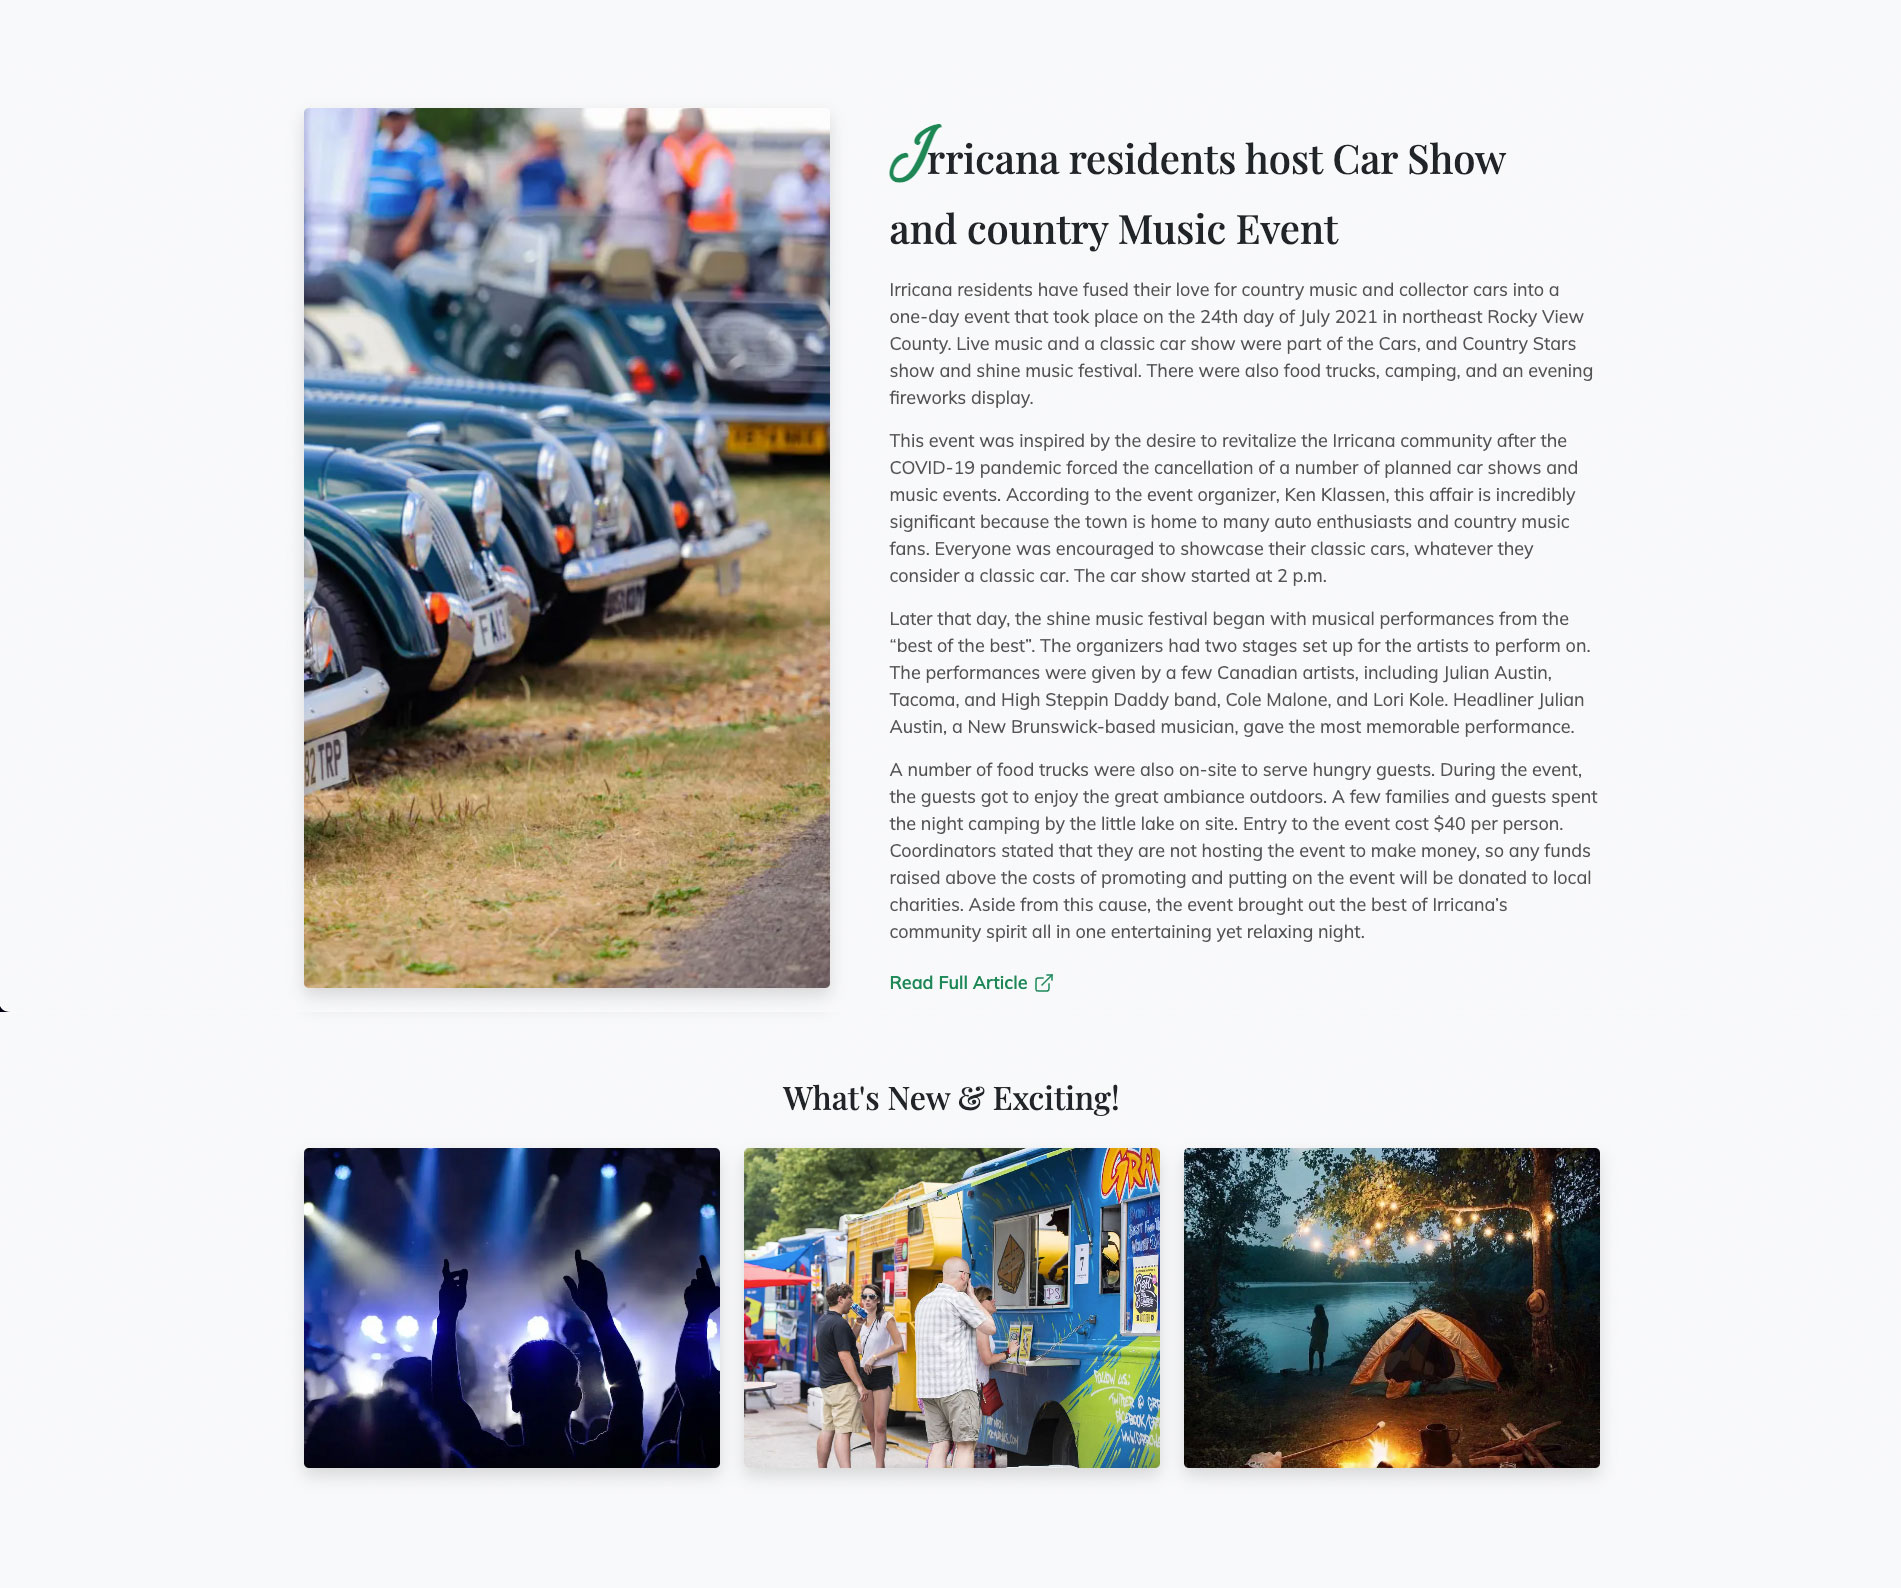 Irricana residents host Car Show
and country Music Event
Irricana residents have fused their love for country music and collector cars into a
one-day event that took place on the 24th day of July 2021 in northeast Rocky View
County. Live music and a classic car show were part of the Cars, and Country Stars
show and shine music festival. There were also food trucks, camping, and an evening
fireworks display.
This event was inspired by the desire to revitalize the Irricana community after the
COVID-19 pandemic forced the cancellation of a number of planned car shows and
music events. According to the event organizer, Ken Klassen, this affair is incredibly
significant because the town is home to many auto enthusiasts and country music
fans. Everyone was encouraged to showcase their classic cars, whatever they
consider a classic car. The car show started at 2 p.m.
Later that day, the shine music festival began with musical performances from the
“best of the best”. The organizers had two stages set up for the artists to perform on.
The performances were given by a few Canadian artists, including Julian Austin,
Tacoma, and High Steppin Daddy band, Cole Malone, and Lori Kole. Headliner Julian
Austin, a New Brunswick-based musician, gave the most memorable performance.
A number of food trucks were also on-site to serve hungry guests. During the event,
the guests got to enjoy the great ambiance outdoors. A few families and guests spent
the night camping by the little lake on site. Entry to the event cost $40 per person.
Coordinators stated that they are not hosting the event to make money, so any funds
raised above the costs of promoting and putting on the event will be donated to local
charities. Aside from this cause, the event brought out the best of Irricana’s
community spirit all in one entertaining yet relaxing night.
Read Full Article
TRP
What's New & Exciting!
GRA
7
FOLLOW US: